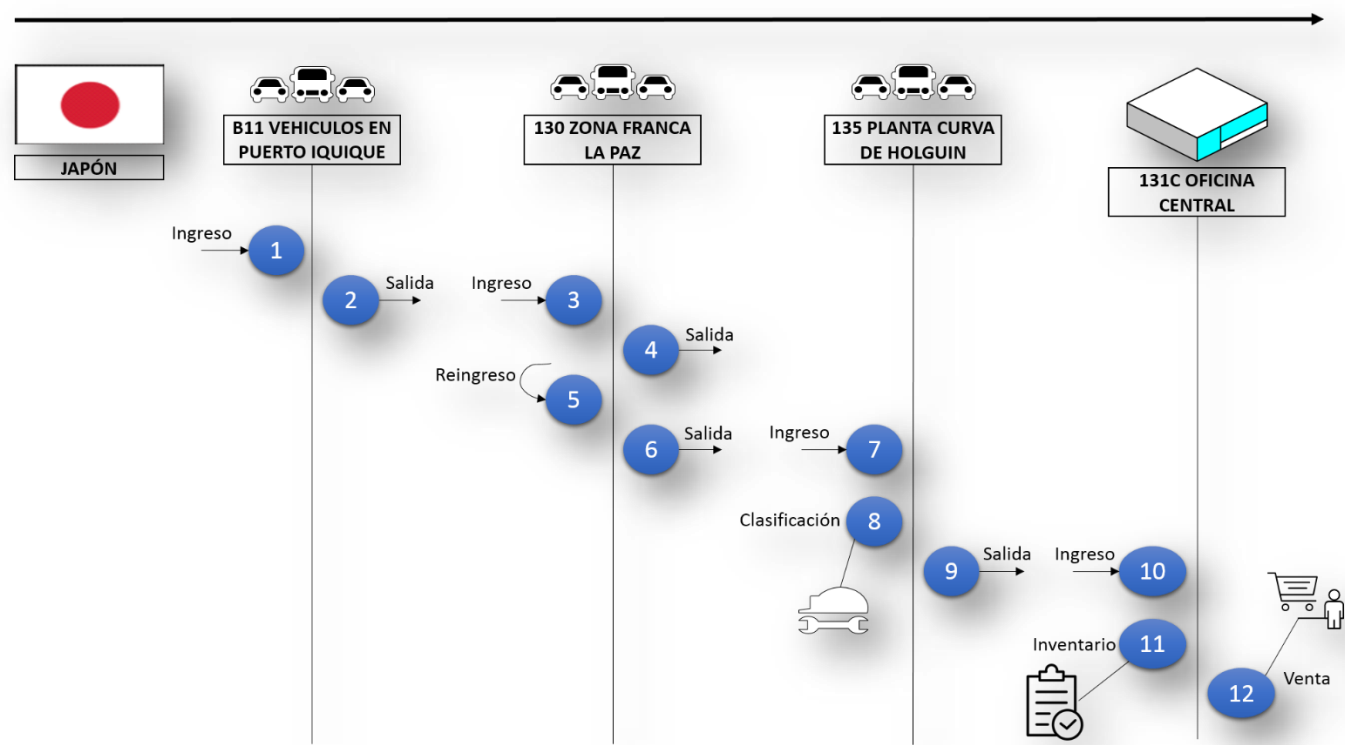 JAPÓN
B11 VEHICULOS EN
PUERTO IQUIQUE
130 ZONA FRANCA
LA PAZ
135 PLANTA CURVA
DE HOLGUIN
131C OFICINA
CENTRAL
Ingreso
1
2
Salida
Ingreso
3
4
Salida
Reingreso
5
6
Salida
Ingreso
7
Clasificación
8
9
Salida
Ingreso
10
Inventario
11
12
Venta